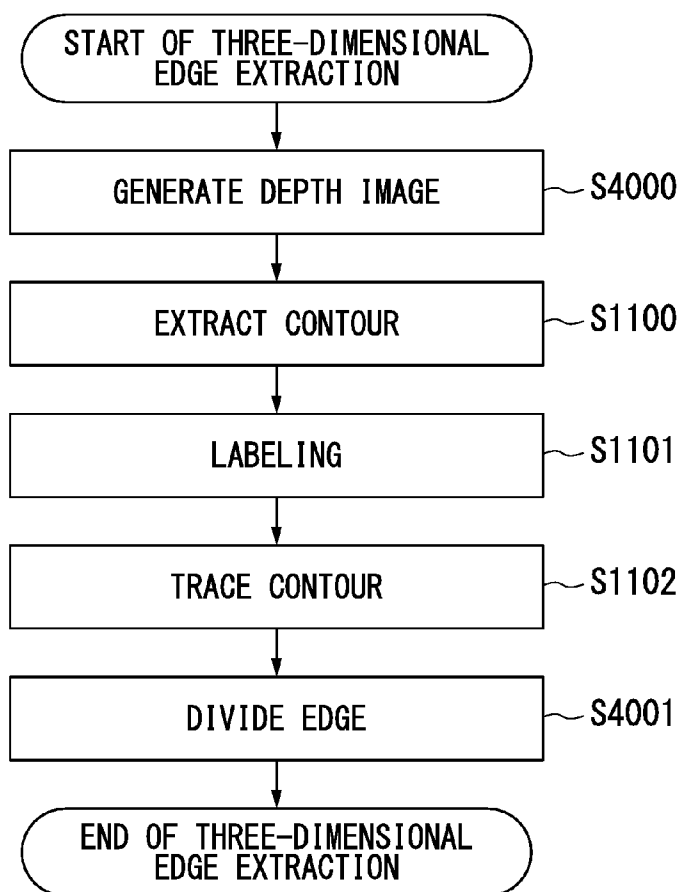 START OF THREE-DIMENSIONAL
EDGE EXTRACTION
GENERATE DEPTH IMAGE
S4000
EXTRACT CONTOUR
S1100
LABELING
S1101
TRACE CONTOUR
S1102
DIVIDE EDGE
S4001
END OF THREE-DIMENSIONAL
EDGE EXTRACTION